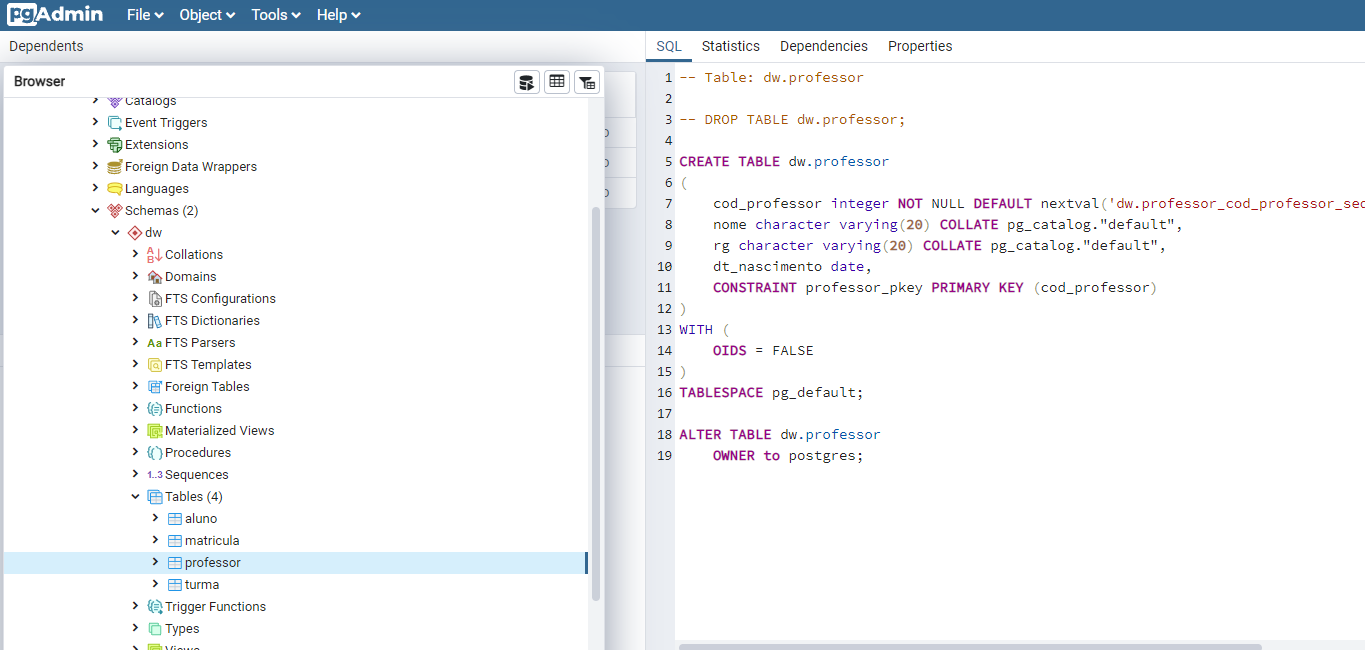 pgAdmin File Object Tools Help
Dependents
Browser
Catalogs
Event Triggers
Extensions
Foreign Data Wrappers
Languages
Schemas (2)
dw
Collations
Domains
FTS Configurations
FTS Dictionaries
Aa FTS Parsers
FTS Templates
Foreign Tables
Functions
Materialized Views
Procedures
1..3 Sequences
Tables (4)
aluno
matricula
professor
turma
Trigger Functions
Types
Views
SQL Statistics Dependencies Properties
1 -- Table: dw.professor
2
3 -- DROP TABLE dw.professor;
4
5 CREATE TABLE dw.professor
6 (
7 cod_professor integer NOT NULL DEFAULT nextval('dw.professor_cod_professor_seq
8 nome character varying(20) COLLATE pg_catalog."default",
9 rg character varying(20) COLLATE pg_catalog."default",
10 dt_nascimento date,
11 CONSTRAINT professor_pkey PRIMARY KEY (cod_professor)
12 )
13 WITH (
14 OIDS = FALSE
15 )
16 TABLESPACE pg_default;
17
18 ALTER TABLE dw.professor
19 OWNER to postgres;